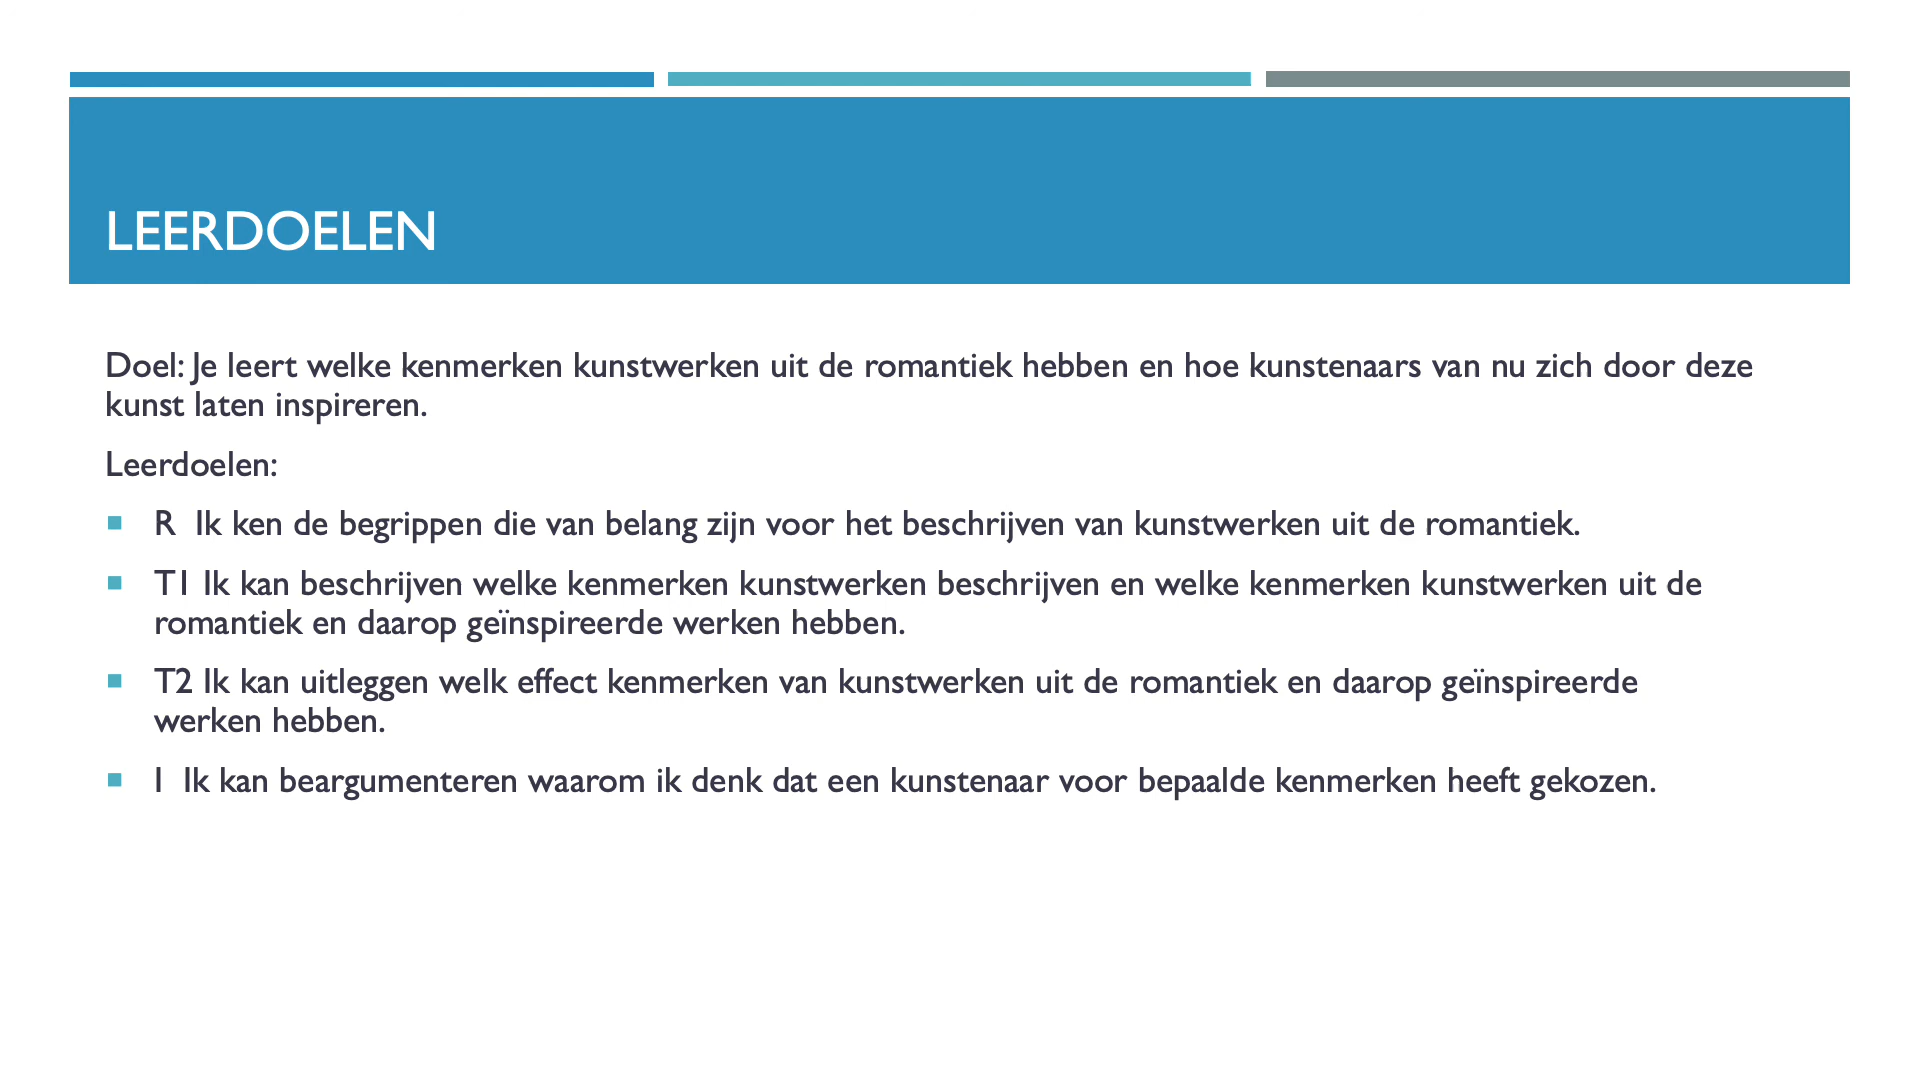 LEERDOELEN
Doel: Je leert welke kenmerken kunstwerken uit de romantiek hebben en hoe kunstenaars van nu zich door deze
kunst laten inspireren.
Leerdoelen:
R Ik ken de begrippen die van belang zijn voor het beschrijven van kunstwerken uit de romantiek.
T1 Ik kan beschrijven welke kenmerken kunstwerken beschrijven en welke kenmerken kunstwerken uit de
romantiek en daarop geïnspireerde werken hebben.
T2 Ik kan uitleggen welk effect kenmerken van kunstwerken uit de romantiek en daarop geïnspireerde
werken hebben.
I Ik kan beargumenteren waarom ik denk dat een kunstenaar voor bepaalde kenmerken heeft gekozen.